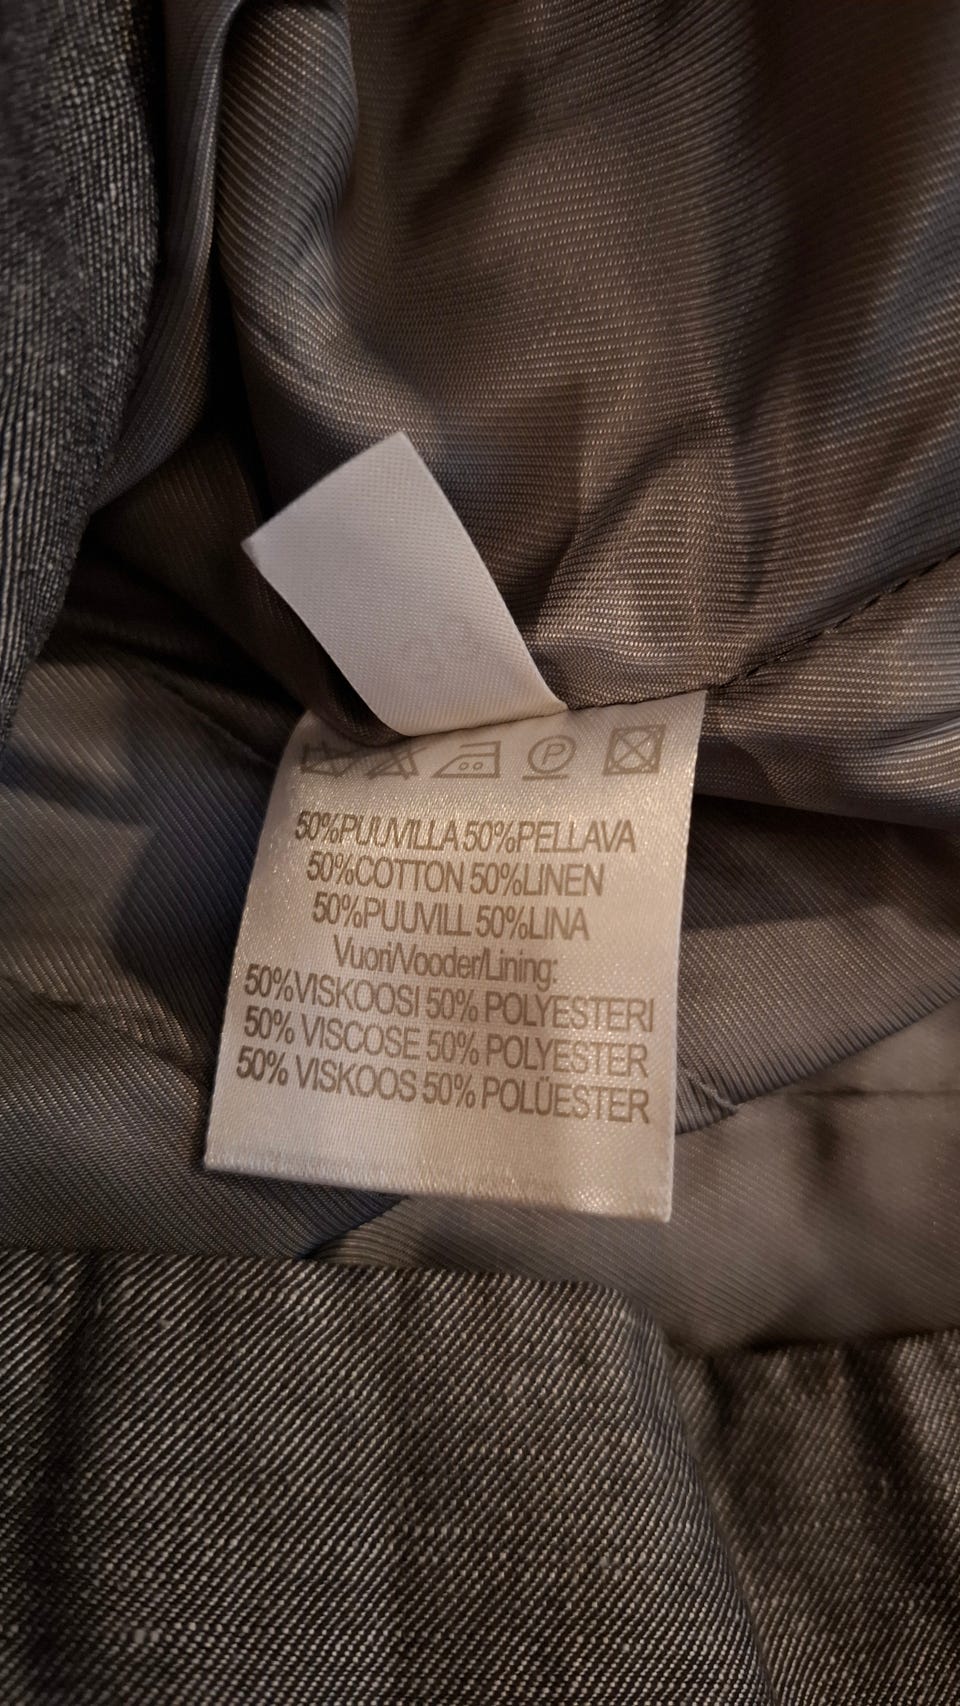 P
50%PUUVILLA 50%PELLAVA
50%COTTON 50%LINEN
50%PUUVILL 50%LINA
Vuori/Vooder/Lining:
50%VISKOOSI 50% POLYESTERI
50% VISCOSE 50% POLYESTER
50% VISKOOS 50% POLÜESTER